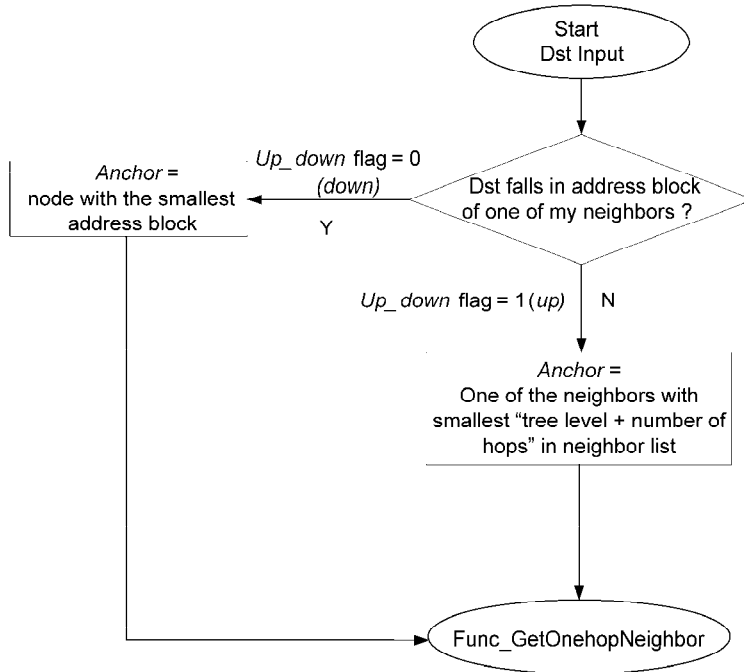 Start
Dst Input
Up_down flag = 0
(down)
Anchor =
node with the smallest
address block
Dst falls in address block
of one of my neighbors ?
Y
Up_down flag = 1 (up)
N
Anchor =
One of the neighbors with
smallest “tree level + number of
hops” in neighbor list
Func_GetOnehopNeighbor